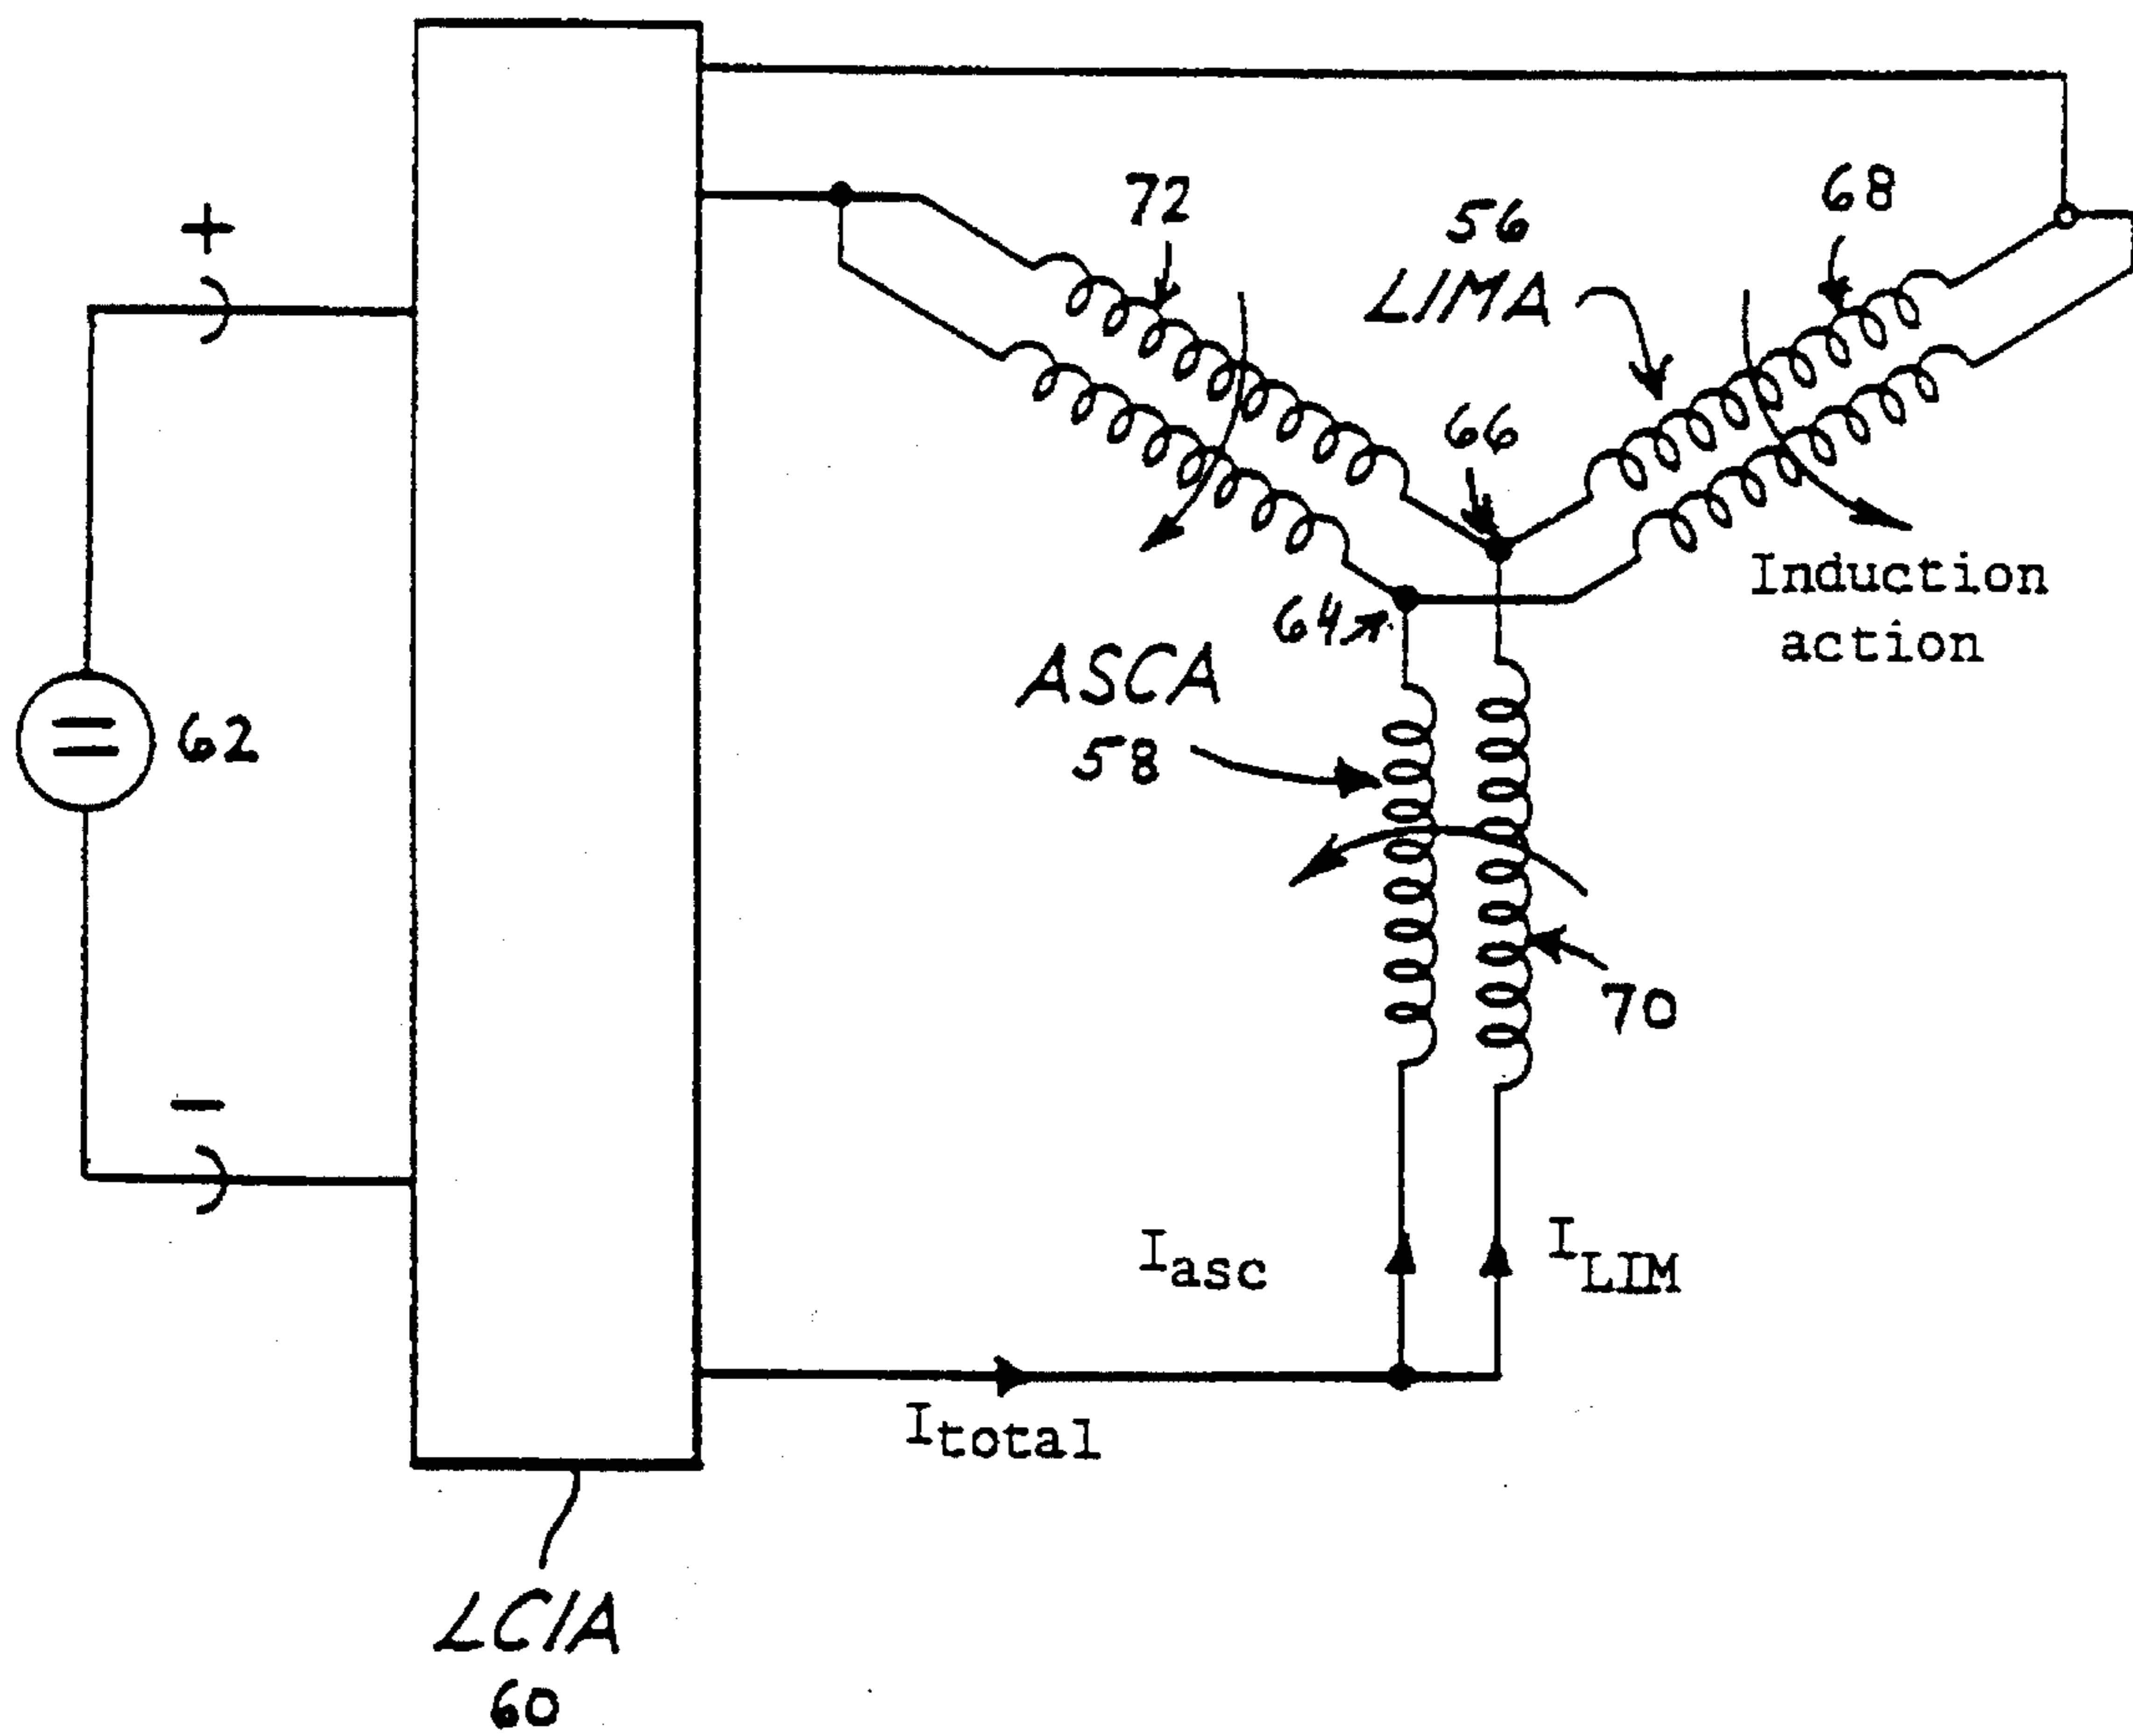 +
72
56
LIMA
68
66
Induction
action
64
ASCA
58
62
70
−
Iasc
ILIM
Itotal
LCIA
60